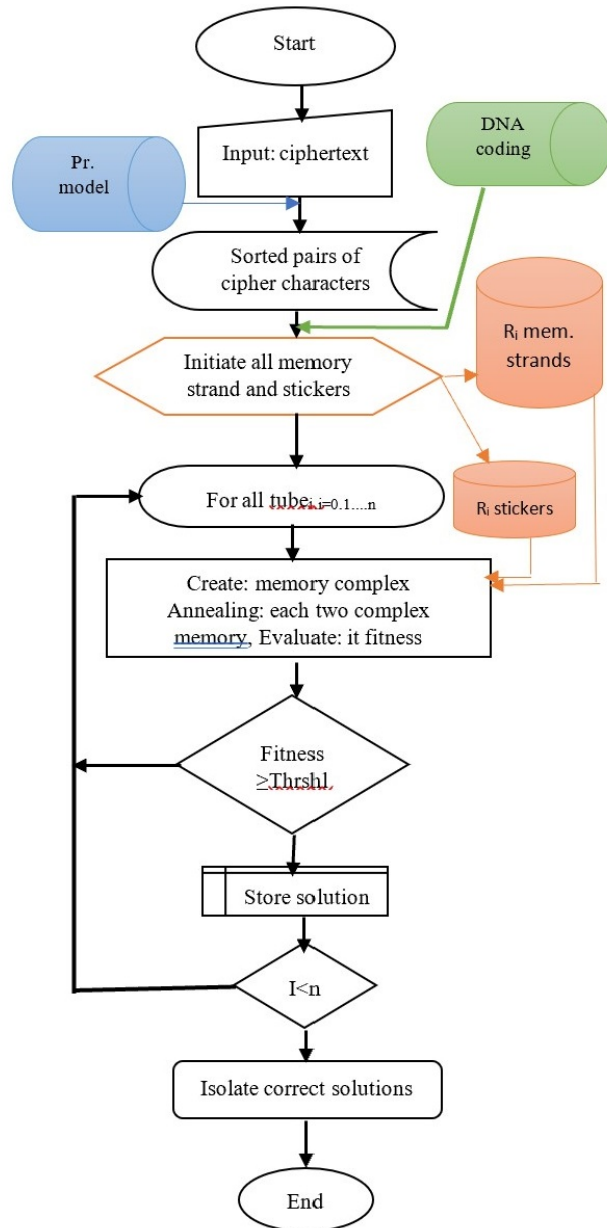 Start
Input: ciphertext
DNA
coding
Pr.
model
Sorted pairs of
cipher characters
Rᵢ mem.
strands
Initiate all memory
strand and stickers
For all tubeᵢ,ᵢ₌₀.₁....ₙ
Rᵢ stickers
Create: memory complex
Annealing: each two complex
memory, Evaluate: it fitness
Fitness
≥Thrshl
Store solution
I<n
Isolate correct solutions
End